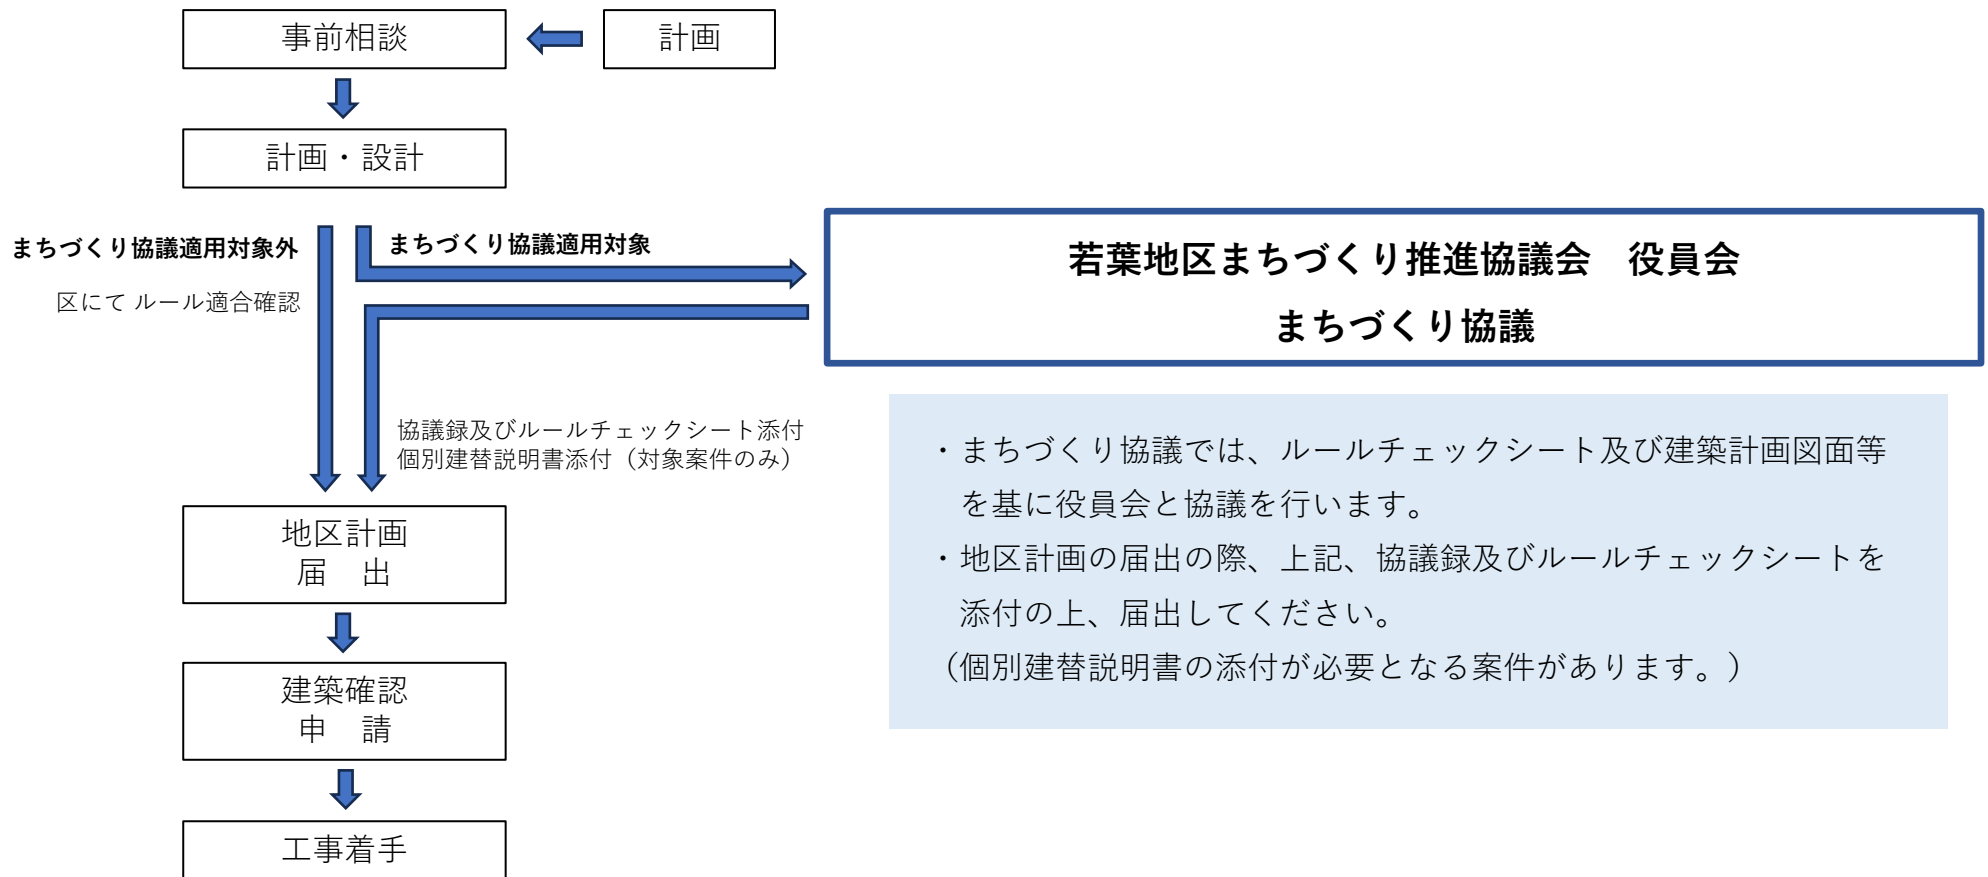 事前相談
計画
計画・設計
まちづくり協議適用対象外
区にて ルール適合確認
まちづくり協議適用対象
若葉地区まちづくり推進協議会　役員会
まちづくり協議
協議録及びルールチェックシート添付
個別建替説明書添付（対象案件のみ）
・まちづくり協議では、ルールチェックシート及び建築計画図面等
を基に役員会と協議を行います。
・地区計画の届出の際、上記、協議録及びルールチェックシートを
添付の上、届出してください。
（個別建替説明書の添付が必要となる案件があります。）
地区計画
届　出
建築確認
申　請
工事着手